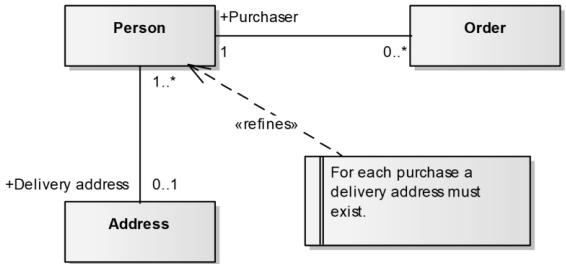 Person
+Purchaser
Order
1
0..*
1..*
«refines»
For each purchase a
delivery address must
exist.
+Delivery address
0..1
Address